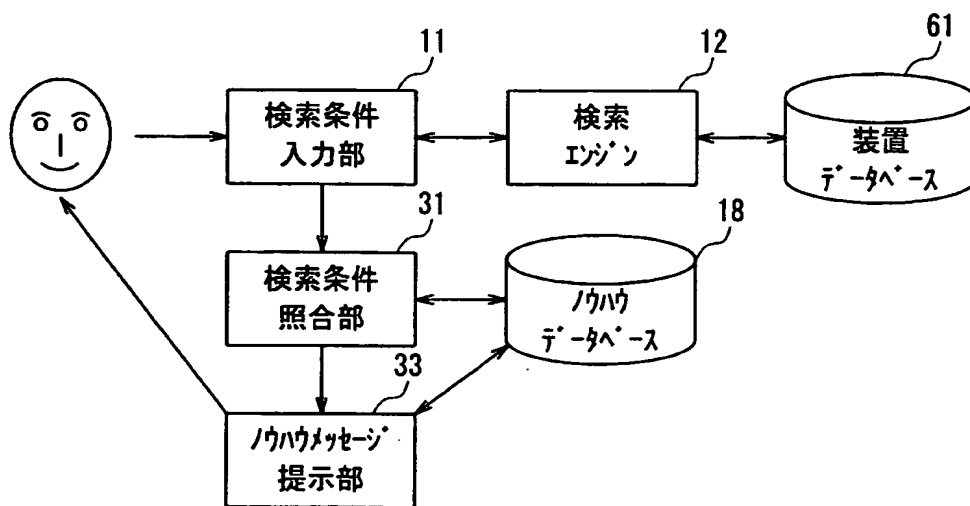 11
検索条件
入力部
12
検索
ｴﾝｼﾞﾝ
61
装置
ﾃﾞｰﾀﾍﾞｰｽ
31
検索条件
照合部
18
ﾉｳﾊｳ
ﾃﾞｰﾀﾍﾞｰｽ
33
ﾉｳﾊｳﾒｯｾｰｼﾞ
提示部